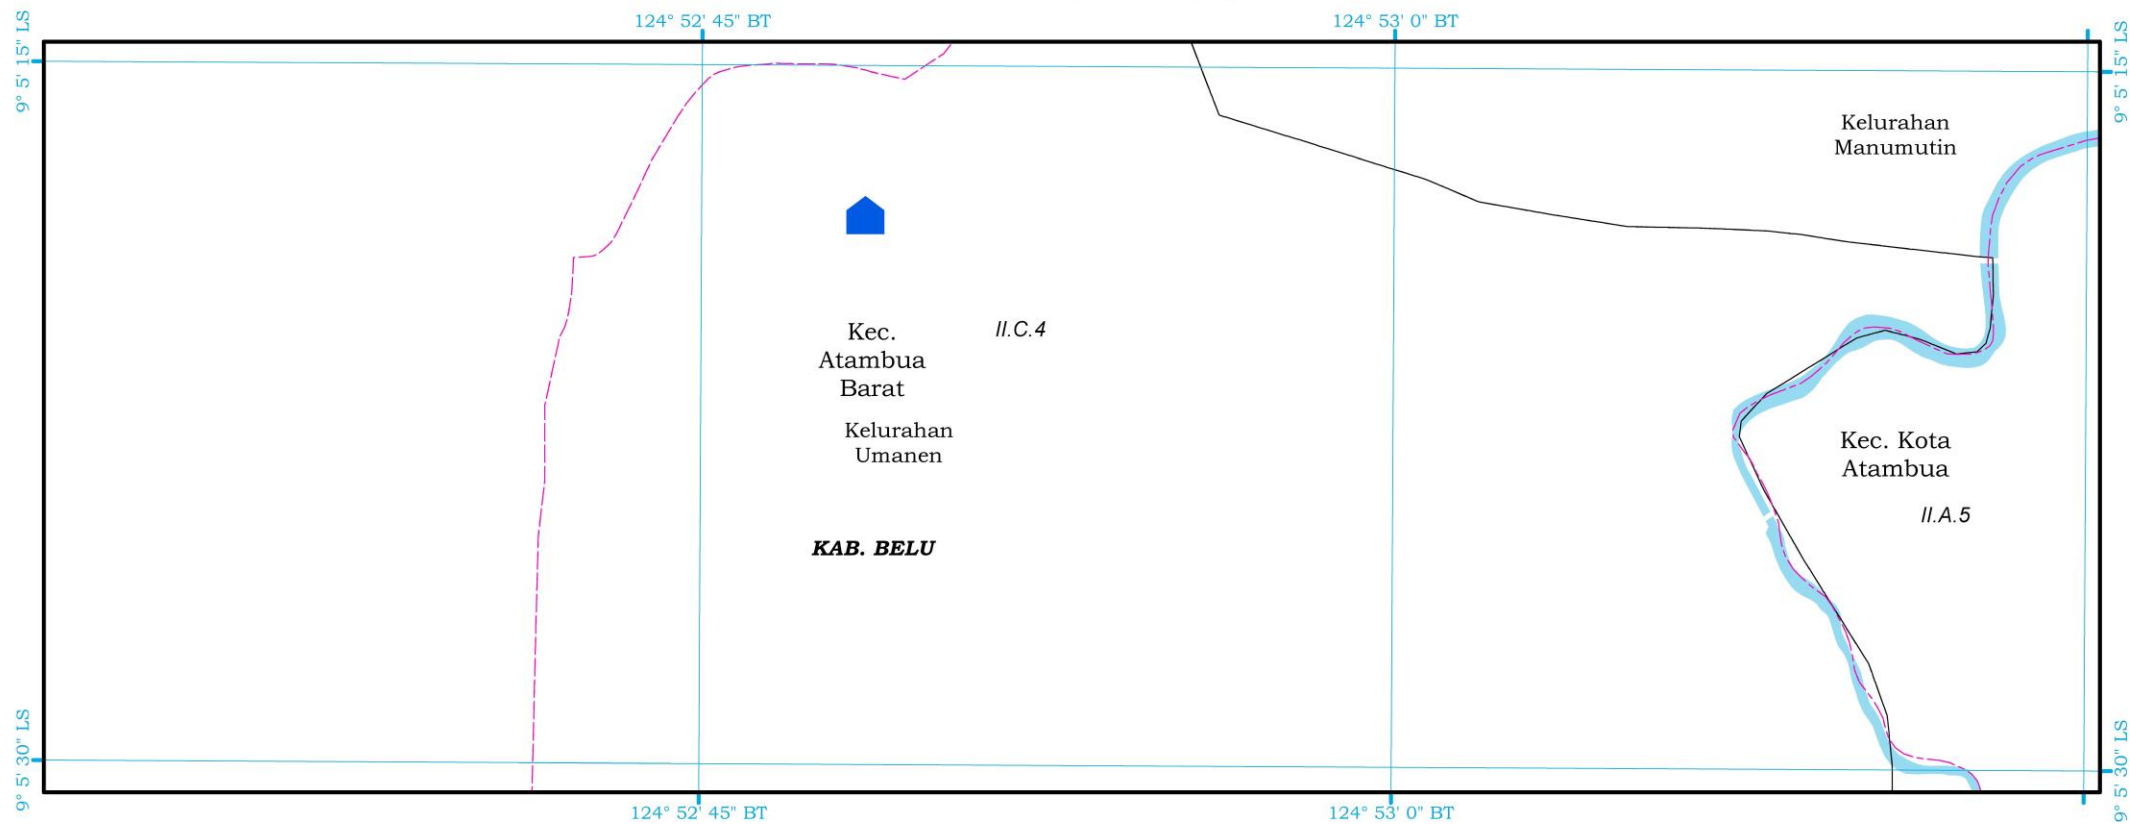 124° 52' 45" BT
124° 53' 0" BT
9° 5' 15" LS
9° 5' 15" LS
Kelurahan
Manumutin
Kec.
Atambua
Barat
II.C.4
Kelurahan
Umanen
Kec. Kota
Atambua
II.A.5
KAB. BELU
9° 5' 30" LS
9° 5' 30" LS
124° 52' 45" BT
124° 53' 0" BT